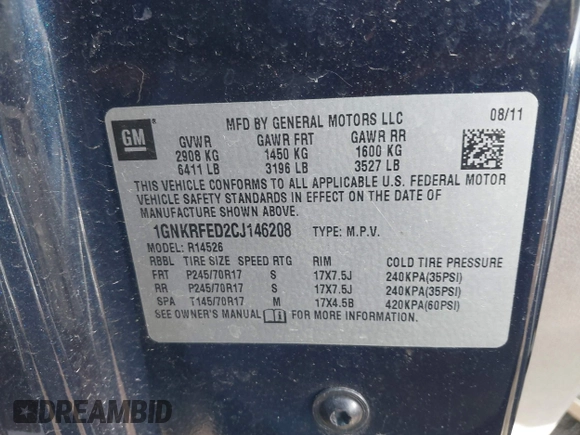 GM
MFD BY GENERAL MOTORS LLC
08/11
GVWR GAWR FRT GAWR RR
2908 KG 1450 KG 1600 KG
6411 LB 3196 LB 3527 LB
THIS VEHICLE CONFORMS TO ALL APPLICABLE U.S. FEDERAL MOTOR
VEHICLE SAFETY STANDARDS IN EFFECT ON THE DATE OF
MANUFACTURE SHOWN ABOVE.
1GNKRFED2CJ146208 TYPE: M.P.V.
MODEL: R14526
RBBL TIRE SIZE SPEED RTG RIM COLD TIRE PRESSURE
FRT P245/70R17 S 17X7.5J 240KPA(35PSI)
RR P245/70R17 S 17X7.5J 240KPA(35PSI)
SPA T145/70R17 M 17X4.5B 420KPA(60PSI)
SEE OWNER'S MANUAL FOR MORE INFORMATION.
DREAMBID